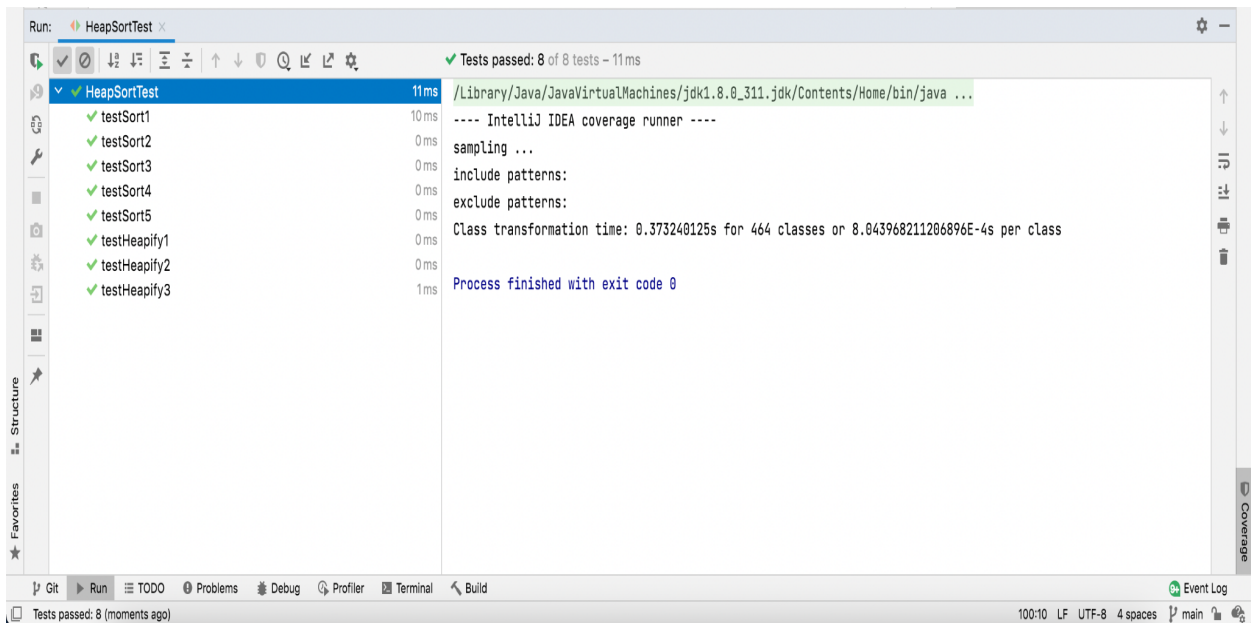 Run: HeapSortTest
Tests passed: 8 of 8 tests – 11 ms
HeapSortTest 11 ms
testSort1 10 ms
testSort2 0 ms
testSort3 0 ms
testSort4 0 ms
testSort5 0 ms
testHeapify1 0 ms
testHeapify2 0 ms
testHeapify3 1 ms
/Library/Java/JavaVirtualMachines/jdk1.8.0_311.jdk/Contents/Home/bin/java ...
---- IntelliJ IDEA coverage runner ----
sampling ...
include patterns:
exclude patterns:
Class transformation time: 0.373240125s for 464 classes or 8.043968211206896E-4s per class
Process finished with exit code 0
Structure
Favorites
Coverage
Git Run TODO Problems Debug Profiler Terminal Build Event Log
Tests passed: 8 (moments ago) 100:10 LF UTF-8 4 spaces main